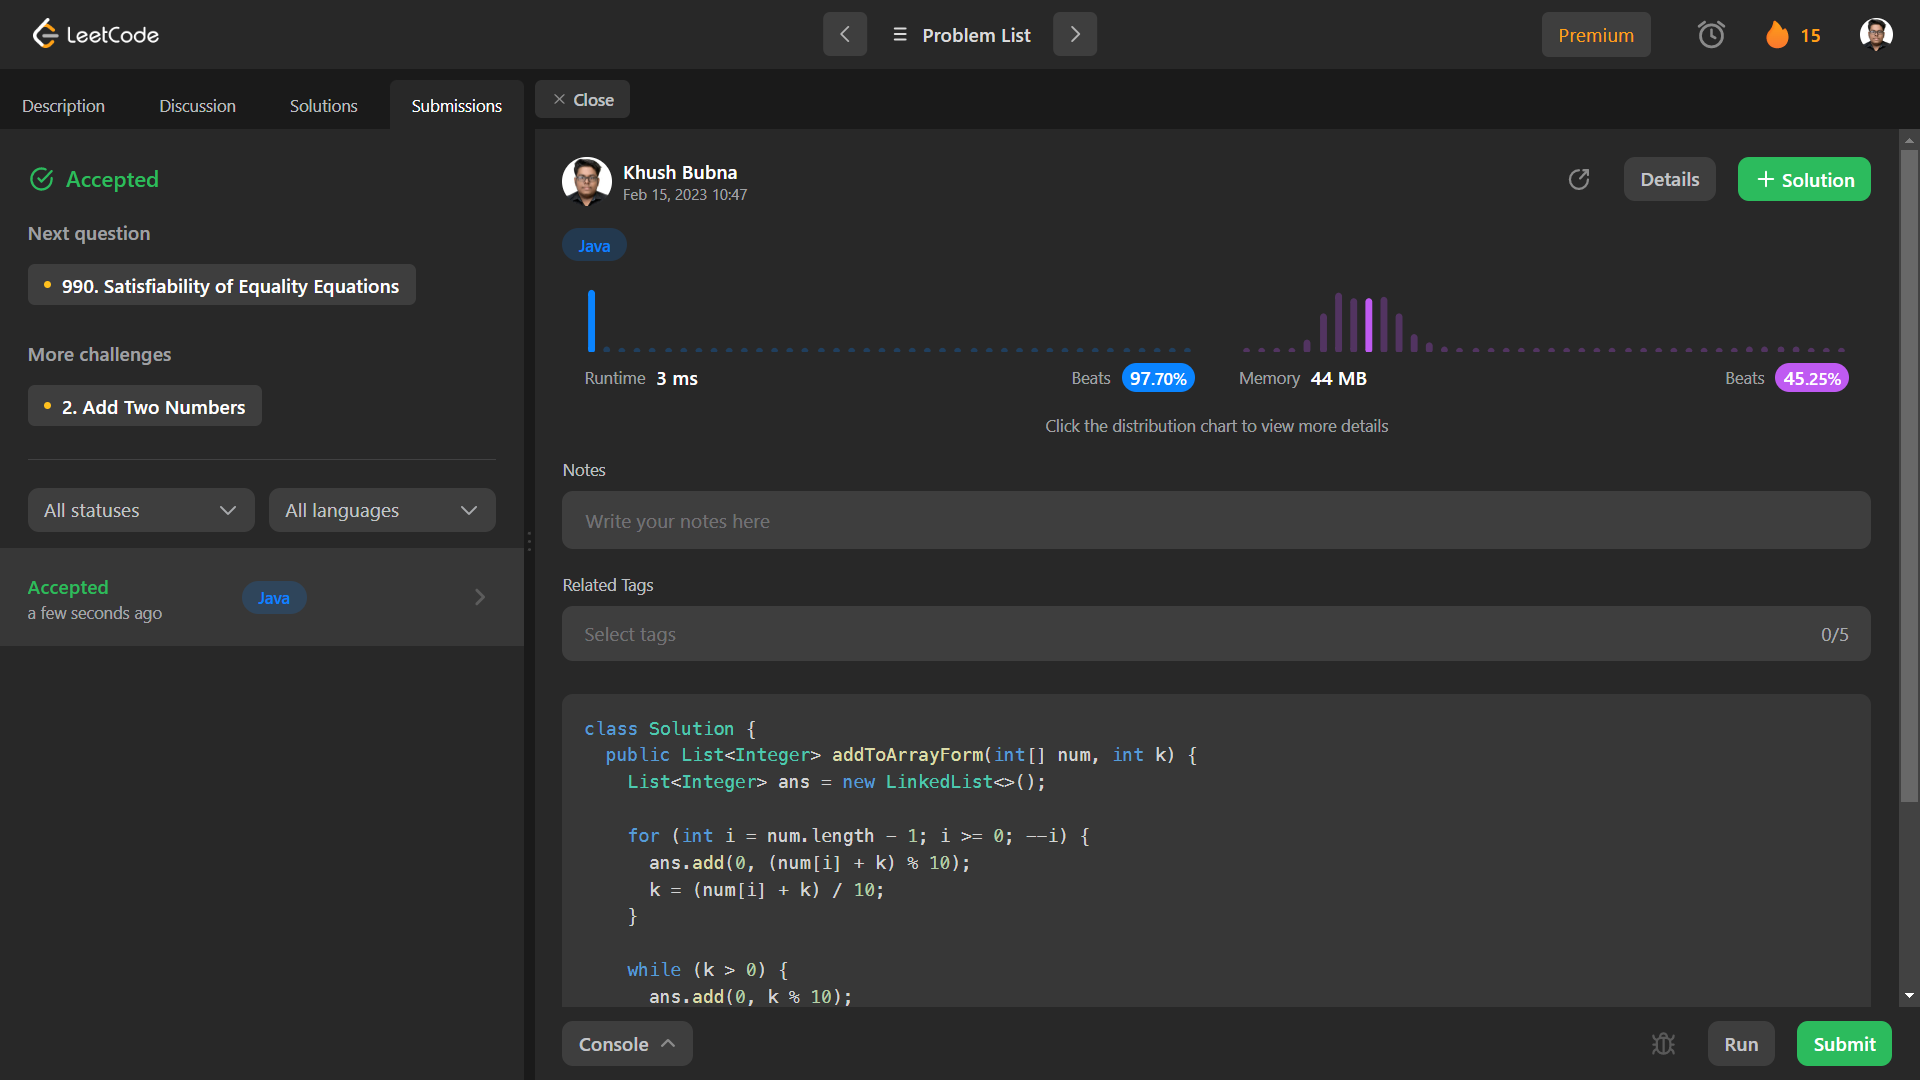 LeetCode
Problem List
Premium
15
Description
Discussion
Solutions
Submissions
Close
Accepted
Next question
990. Satisfiability of Equality Equations
More challenges
2. Add Two Numbers
All statuses
All languages
Accepted
a few seconds ago
Java
Khush Bubna
Feb 15, 2023 10:47
Details
+ Solution
Java
Runtime 3 ms
Beats 97.70%
Memory 44 MB
Beats 45.25%
Click the distribution chart to view more details
Notes
Write your notes here
Related Tags
Select tags
0/5
class Solution {
  public List<Integer> addToArrayForm(int[] num, int k) {
    List<Integer> ans = new LinkedList<>();
    for (int i = num.length - 1; i >= 0; --i) {
      ans.add(0, (num[i] + k) % 10);
      k = (num[i] + k) / 10;
    }
    while (k > 0) {
      ans.add(0, k % 10);
Console
Run
Submit